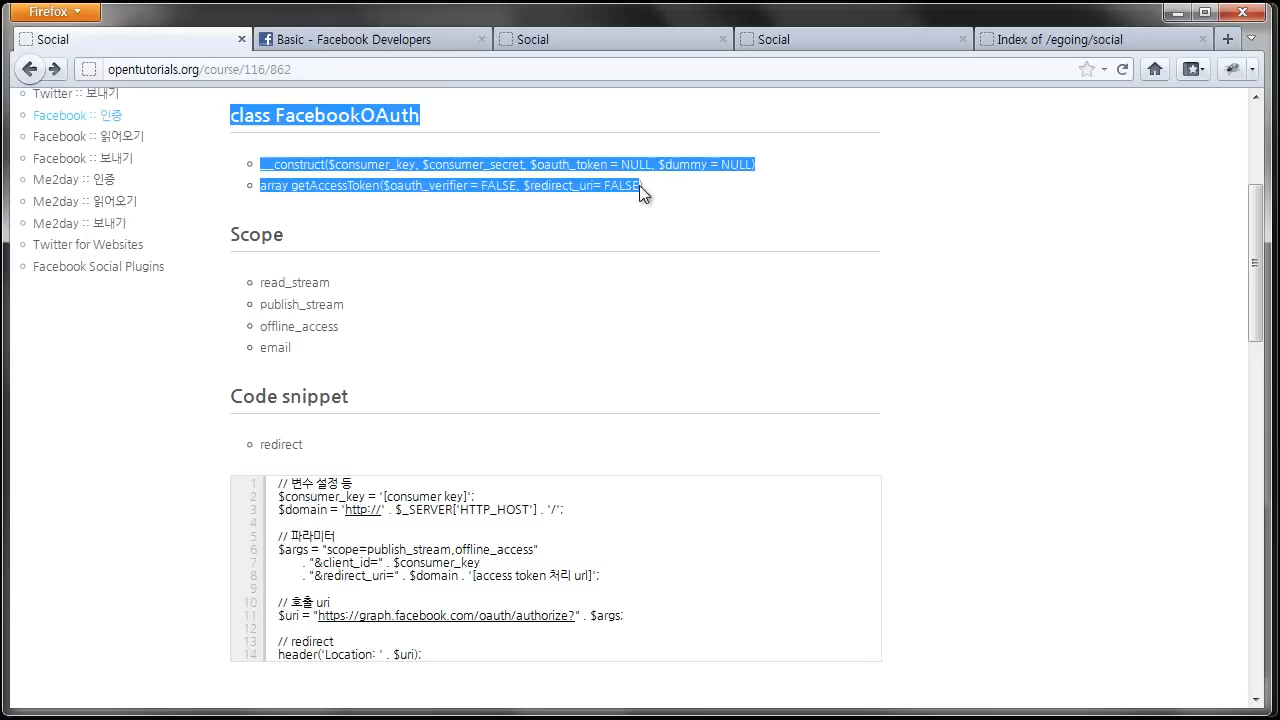 Firefox
Social
Basic - Facebook Developers
Social
Social
Index of /egoing/social
opentutorials.org/course/116/862
Twitter :: 보내기
Facebook :: 인증
Facebook :: 읽어오기
Facebook :: 보내기
Me2day :: 인증
Me2day :: 읽어오기
Me2day :: 보내기
Twitter for Websites
Facebook Social Plugins
class FacebookOAuth
__construct($consumer_key, $consumer_secret, $oauth_token = NULL, $dummy = NULL)
array getAccessToken($oauth_verifier = FALSE, $redirect_uri= FALSE)
Scope
read_stream
publish_stream
offline_access
email
Code snippet
redirect
1 // 변수 설정 등
2 $consumer_key = '[consumer key]';
3 $domain = 'http://' . $_SERVER['HTTP_HOST'] . '/';
4
5 // 파라미터
6 $args = "scope=publish_stream,offline_access"
7 . "&client_id=" . $consumer_key
8 . "&redirect_uri=" . $domain . '[access token 처리 url]';
9
10 // 호출 uri
11 $uri = "https://graph.facebook.com/oauth/authorize?" . $args;
12
13 // redirect
14 header('Location: ' . $uri);